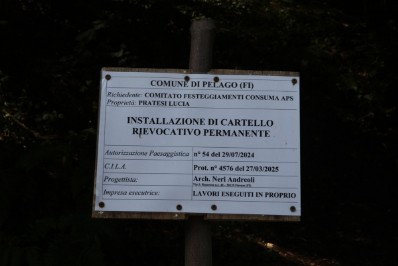 COMUNE DI PELAGO (FI)
Richiedente: COMITATO FESTEGGIAMENTI CONSUMA APS
Proprietà: PRATESI LUCIA
INSTALLAZIONE DI CARTELLO
RIEVOCATIVO PERMANENTE
Autorizzazione Paesaggistica n° 54 del 29/07/2024
C.I.L.A. Prot. n° 4576 del 27/03/2025
Progettista: Arch. Neri Andreoli
Impresa esecutrice: LAVORI ESEGUITI IN PROPRIO